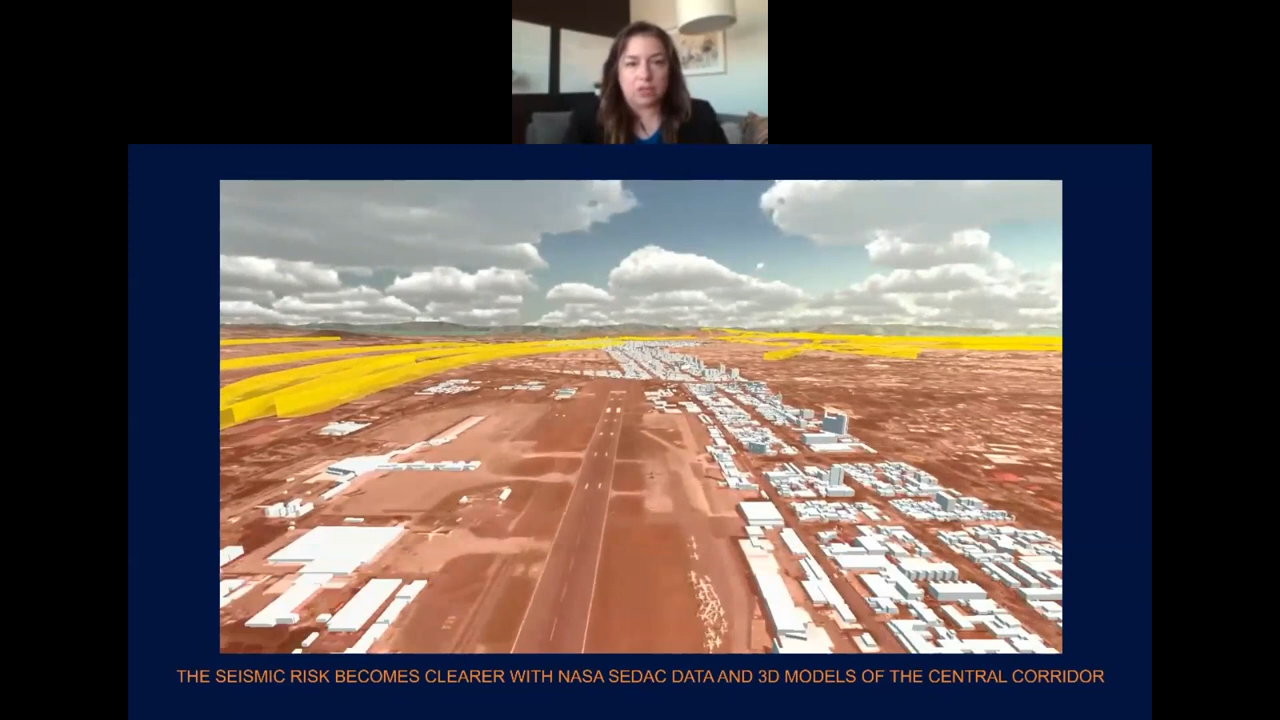 THE SEISMIC RISK BECOMES CLEARER WITH NASA SEDAC DATA AND 3D MODELS OF THE CENTRAL CORRIDOR